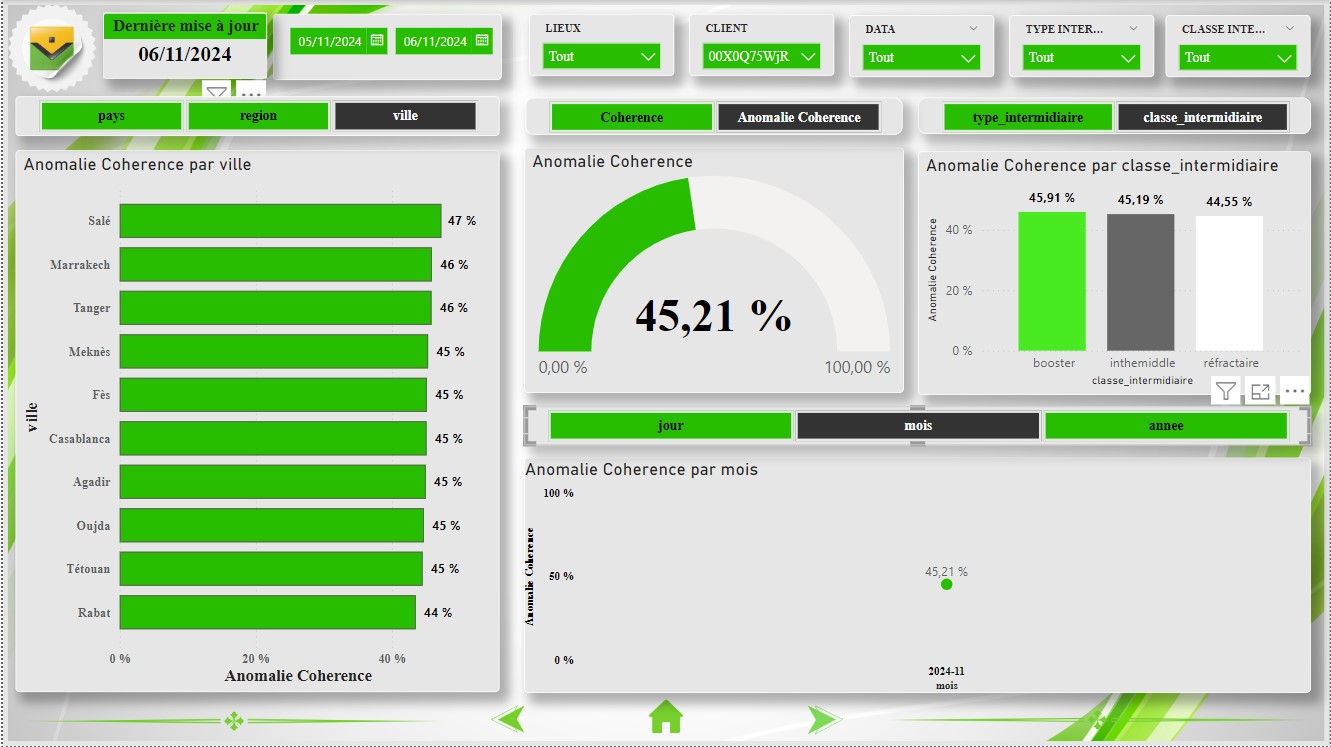 Dernière mise à jour
06/11/2024
05/11/2024
06/11/2024
LIEUX
Tout
CLIENT
00X0Q75WjR
DATA
Tout
TYPE INTER...
Tout
CLASSE INTE...
Tout
pays
region
ville
Coherence
Anomalie Coherence
type_intermidiaire
classe_intermidiaire
Anomalie Coherence par ville
ville
Salé
47 %
Marrakech
46 %
Tanger
46 %
Meknès
45 %
Fès
45 %
Casablanca
45 %
Agadir
45 %
Oujda
45 %
Tétouan
45 %
Rabat
44 %
0 %
20 %
40 %
Anomalie Coherence
Anomalie Coherence
45,21 %
0,00 %
100,00 %
Anomalie Coherence par classe_intermidiaire
Anomalie Coherence
40 %
20 %
0 %
45,91 %
45,19 %
44,55 %
booster
inthemiddle
réfractaire
classe_intermidiaire
jour
mois
annee
Anomalie Coherence par mois
Anomalie Coherence
100 %
50 %
0 %
45,21 %
2024-11
mois